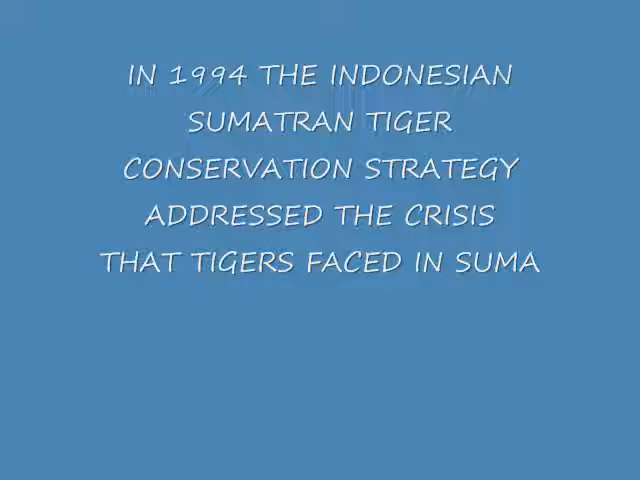 IN 1994 THE INDONESIAN
SUMATRAN TIGER
CONSERVATION STRATEGY
ADDRESSED THE CRISIS
THAT TIGERS FACED IN SUMA